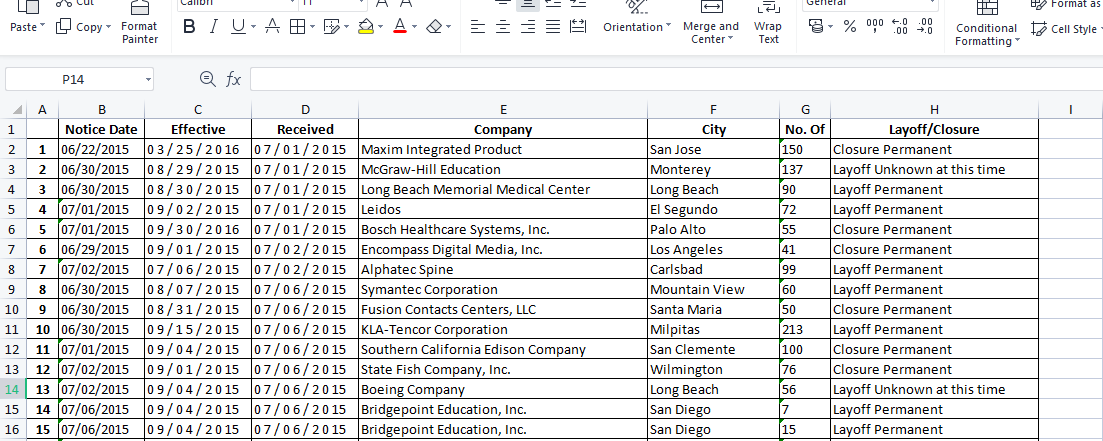 Cut Calibri 11 A A General Format as
Paste Copy Format Painter B I U A A Orientation Merge and Center Wrap Text % 000 Conditional Formatting Cell Style
P14 fx
A B C D E F G H I
1 Notice Date Effective Received Company City No. Of Layoff/Closure
2 1 06/22/2015 03/25/2016 07/01/2015 Maxim Integrated Product San Jose 150 Closure Permanent
3 2 06/30/2015 08/29/2015 07/01/2015 McGraw-Hill Education Monterey 137 Layoff Unknown at this time
4 3 06/30/2015 08/30/2015 07/01/2015 Long Beach Memorial Medical Center Long Beach 90 Layoff Permanent
5 4 07/01/2015 09/02/2015 07/01/2015 Leidos El Segundo 72 Layoff Permanent
6 5 07/01/2015 09/30/2016 07/01/2015 Bosch Healthcare Systems, Inc. Palo Alto 55 Closure Permanent
7 6 06/29/2015 09/01/2015 07/02/2015 Encompass Digital Media, Inc. Los Angeles 41 Closure Permanent
8 7 07/02/2015 07/06/2015 07/02/2015 Alphatec Spine Carlsbad 99 Layoff Permanent
9 8 06/30/2015 08/07/2015 07/06/2015 Symantec Corporation Mountain View 60 Layoff Permanent
10 9 06/30/2015 08/31/2015 07/06/2015 Fusion Contacts Centers, LLC Santa Maria 50 Closure Permanent
11 10 06/30/2015 09/15/2015 07/06/2015 KLA-Tencor Corporation Milpitas 213 Layoff Permanent
12 11 07/01/2015 09/04/2015 07/06/2015 Southern California Edison Company San Clemente 100 Closure Permanent
13 12 07/02/2015 09/01/2015 07/06/2015 State Fish Company, Inc. Wilmington 76 Closure Permanent
14 13 07/02/2015 09/04/2015 07/06/2015 Boeing Company Long Beach 56 Layoff Unknown at this time
15 14 07/06/2015 09/04/2015 07/06/2015 Bridgepoint Education, Inc. San Diego 7 Layoff Permanent
16 15 07/06/2015 09/04/2015 07/06/2015 Bridgepoint Education, Inc. San Diego 15 Layoff Permanent